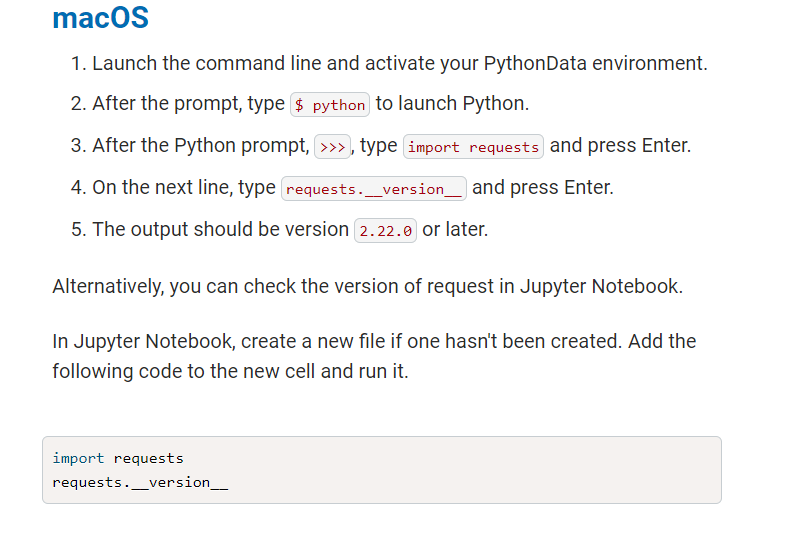 macOS
1. Launch the command line and activate your PythonData environment.
2. After the prompt, type $ python to launch Python.
3. After the Python prompt, >>>, type import requests and press Enter.
4. On the next line, type requests.__version__ and press Enter.
5. The output should be version 2.22.0 or later.
Alternatively, you can check the version of request in Jupyter Notebook.
In Jupyter Notebook, create a new file if one hasn't been created. Add the
following code to the new cell and run it.
import requests
requests.__version__